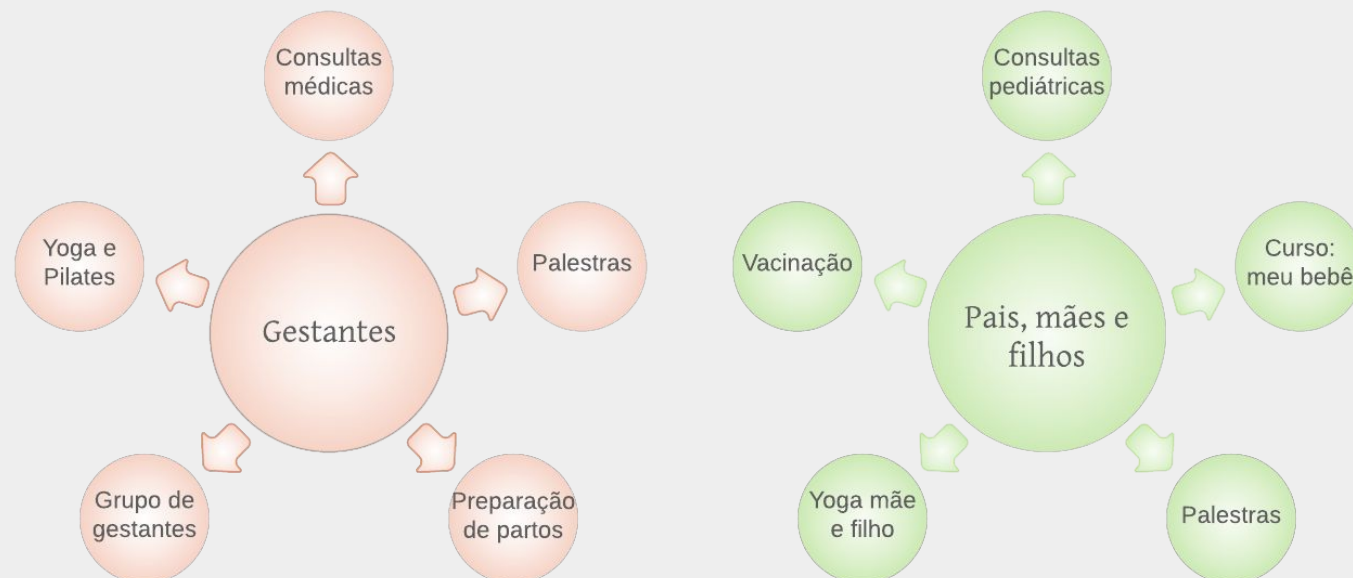 Consultas
médicas
Yoga e
Pilates
Palestras
Gestantes
Grupo de
gestantes
Preparação
de partos
Consultas
pediátricas
Vacinação
Curso:
meu bebê
Pais, mães e
filhos
Yoga mãe
e filho
Palestras